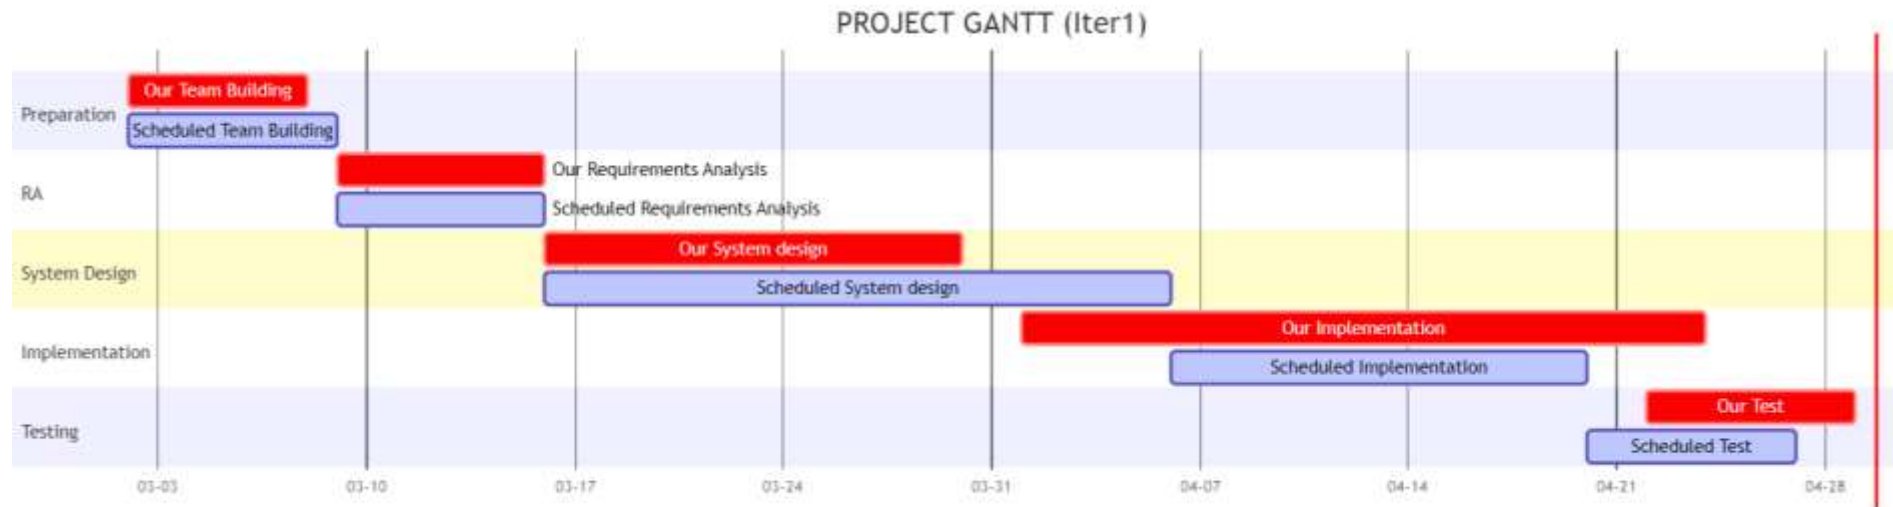 PROJECT GANTT (Iter1)
Preparation
Our Team Building
Scheduled Team Building
RA
Our Requirements Analysis
Scheduled Requirements Analysis
System Design
Our System design
Scheduled System design
Implementation
Our Implementation
Scheduled Implementation
Testing
Our Test
Scheduled Test
03-03 03-10 03-17 03-24 03-31 04-07 04-14 04-21 04-28